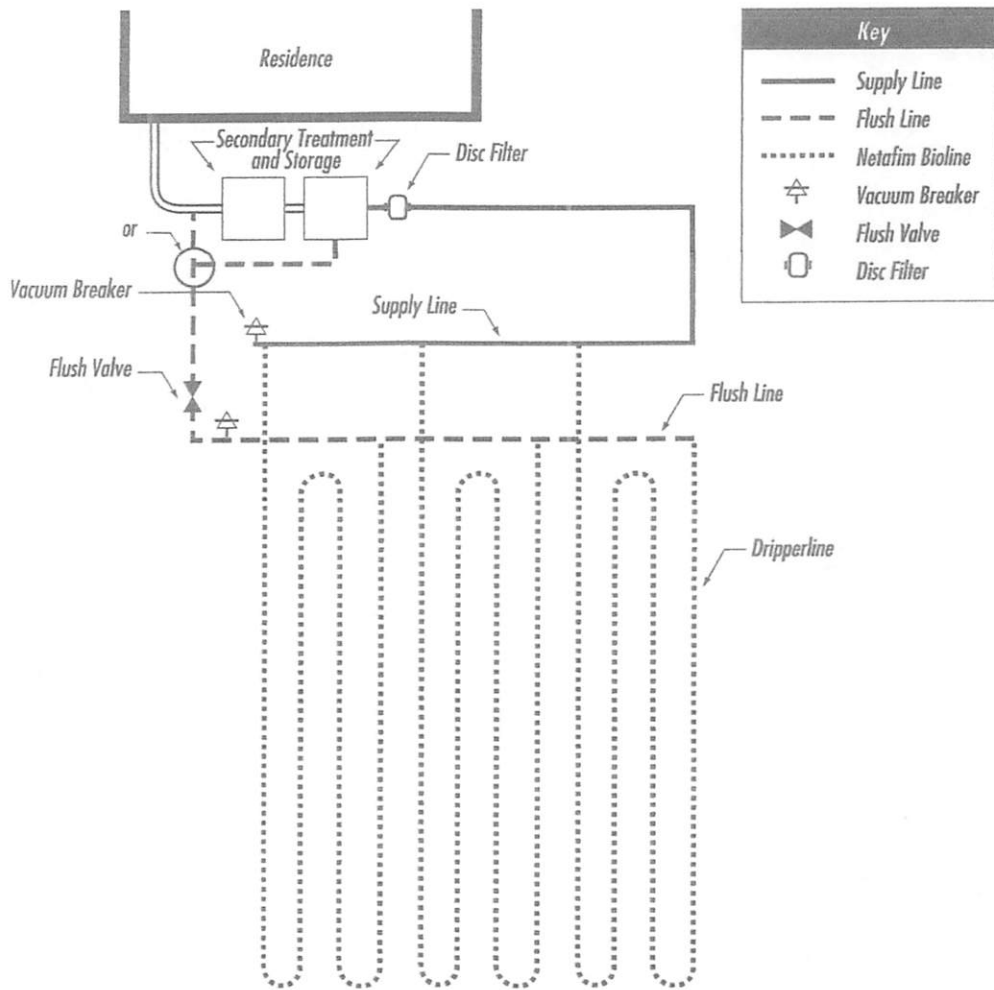 Residence
Secondary Treatment
and Storage
Disc Filter
or
Vacuum Breaker
Supply Line
Flush Valve
Flush Line
Dripperline
Key
Supply Line
Flush Line
Netafim Bioline
Vacuum Breaker
Flush Valve
Disc Filter